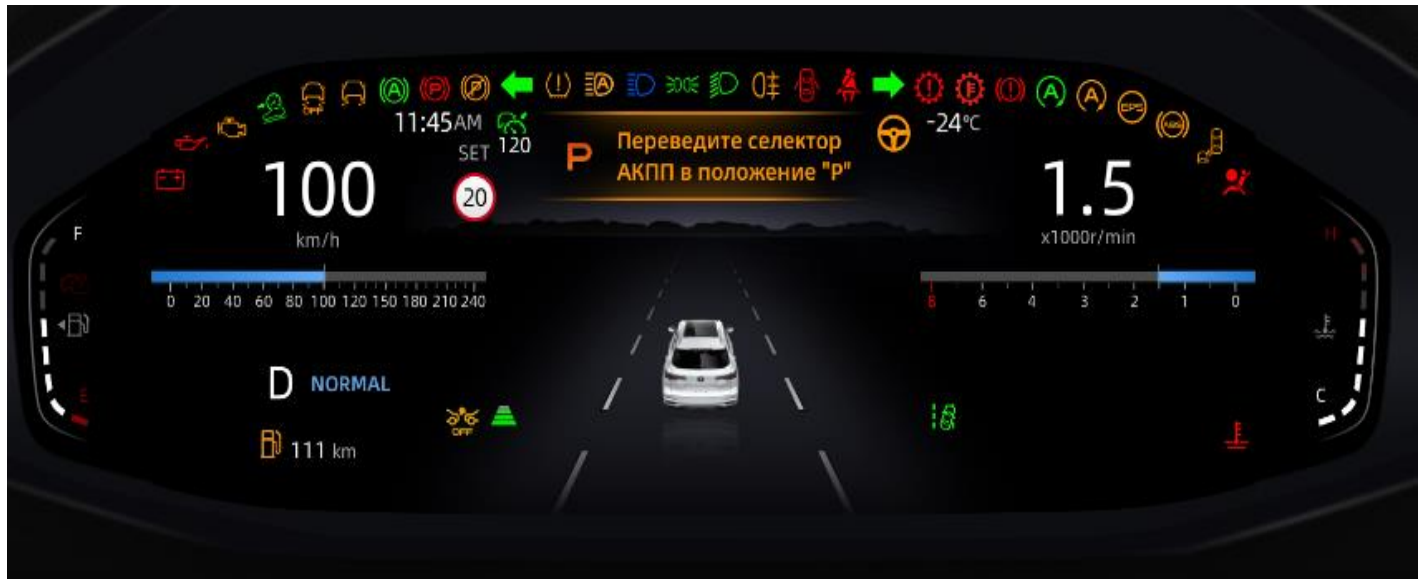 OFF
A
P
P
A
A
A
EPS
ABS
11:45AM
120
SET
-24°C
P
Переведите селектор
АКПП в положение "P"
20
100
km/h
1.5
x1000r/min
F
H
0 20 40 60 80 100 120 150 180 210 240
8 6 4 3 2 1 0
E
C
D NORMAL
OFF
111 km